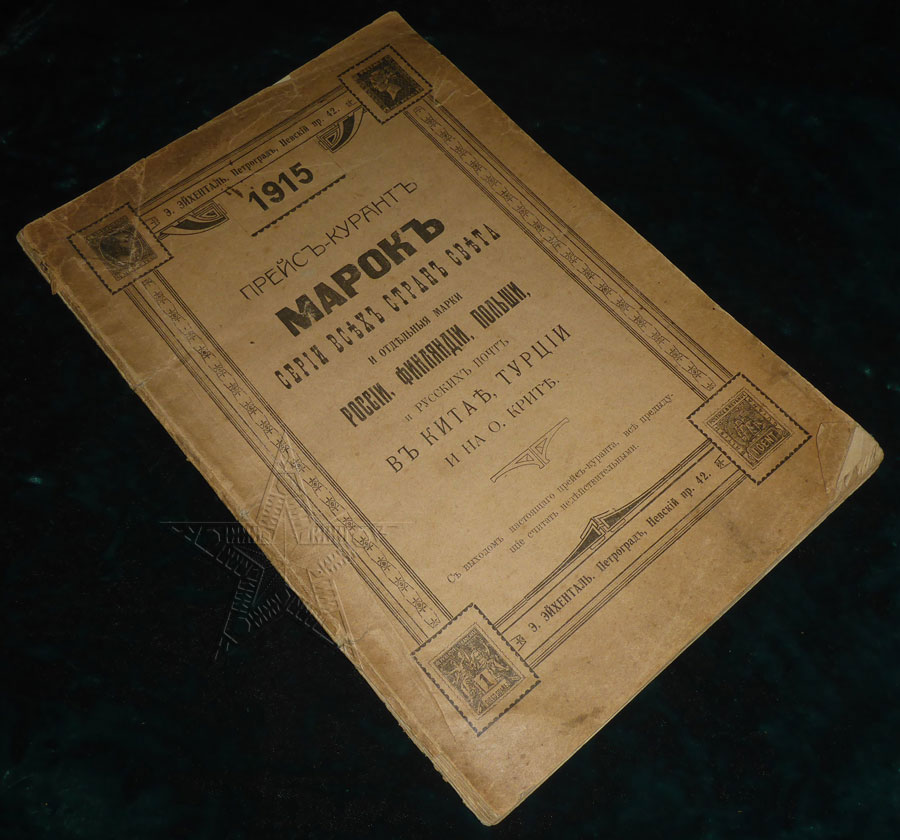 Э. ЭЙХЕНТАЛЬ. Петроградъ, Невскій пр. 42.
1915
ПРЕЙСЪ-КУРАНТЪ
МАРОКЪ
СЕРІИ ВСѢХЪ СТРАНЪ СВѢТА
И ОТДѢЛЬНЫЯ МАРКИ
РОССІИ, ФИНЛЯНДІИ, ПОЛЬШИ,
И РУССКИХЪ ПОЧТЪ
ВЪ КИТАѢ, ТУРЦІИ
И НА О. КРИТѢ.
Съ выходомъ настоящаго прейсъ-куранта, всѣ предыду-
щіе считать недѣйствительными.
Э. ЭЙХЕНТАЛЬ. Петроградъ, Невскій пр. 42.
11